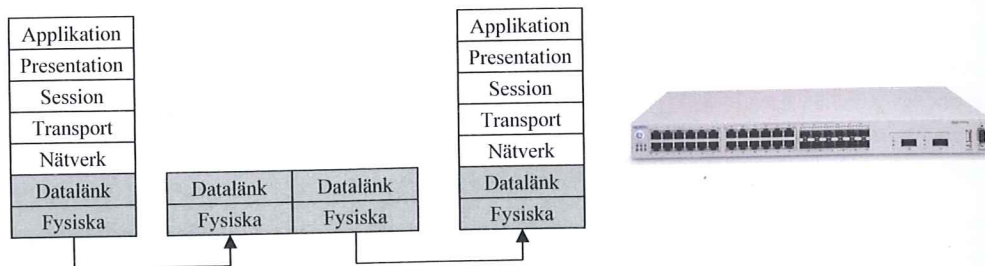 Applikation
Presentation
Session
Transport
Nätverk
Datalänk
Fysiska
Datalänk Datalänk
Fysiska Fysiska
Applikation
Presentation
Session
Transport
Nätverk
Datalänk
Fysiska